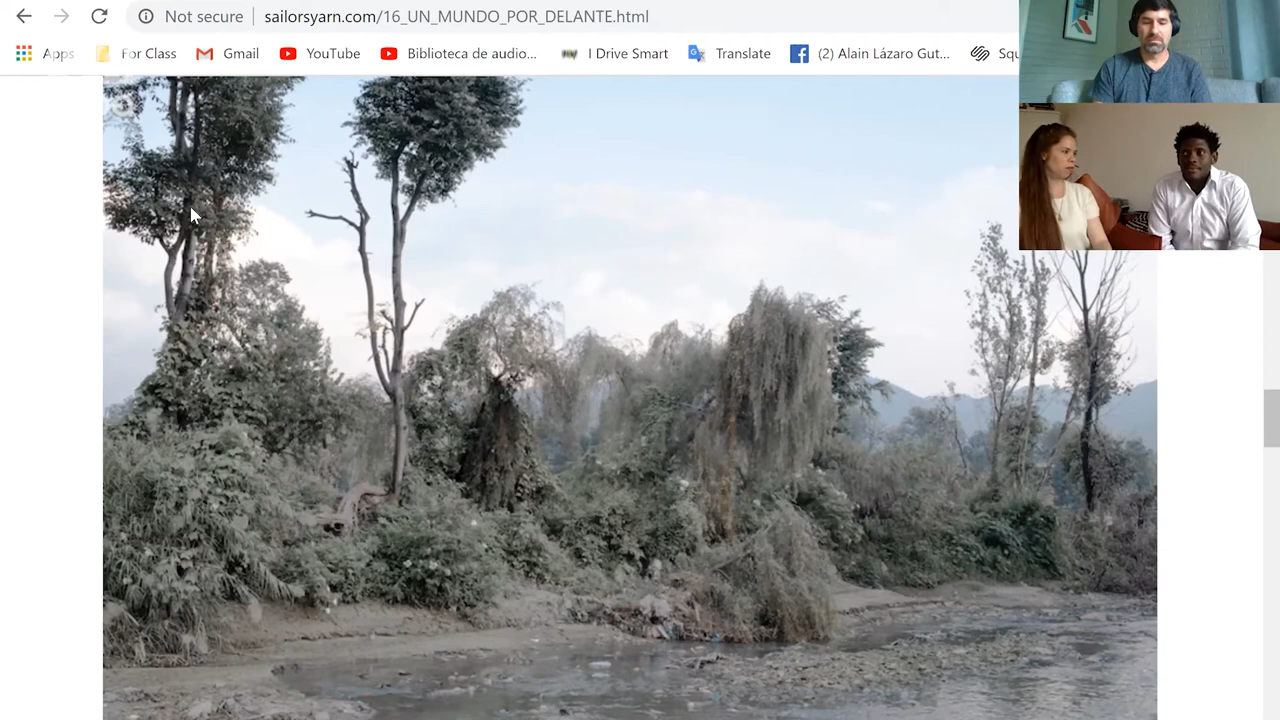 Not secure
sailorsyarn.com/16_UN_MUNDO_POR_DELANTE.html
Apps
For Class
Gmail
YouTube
Biblioteca de audio...
I Drive Smart
Translate
(2) Alain Lázaro Gut...
Squ